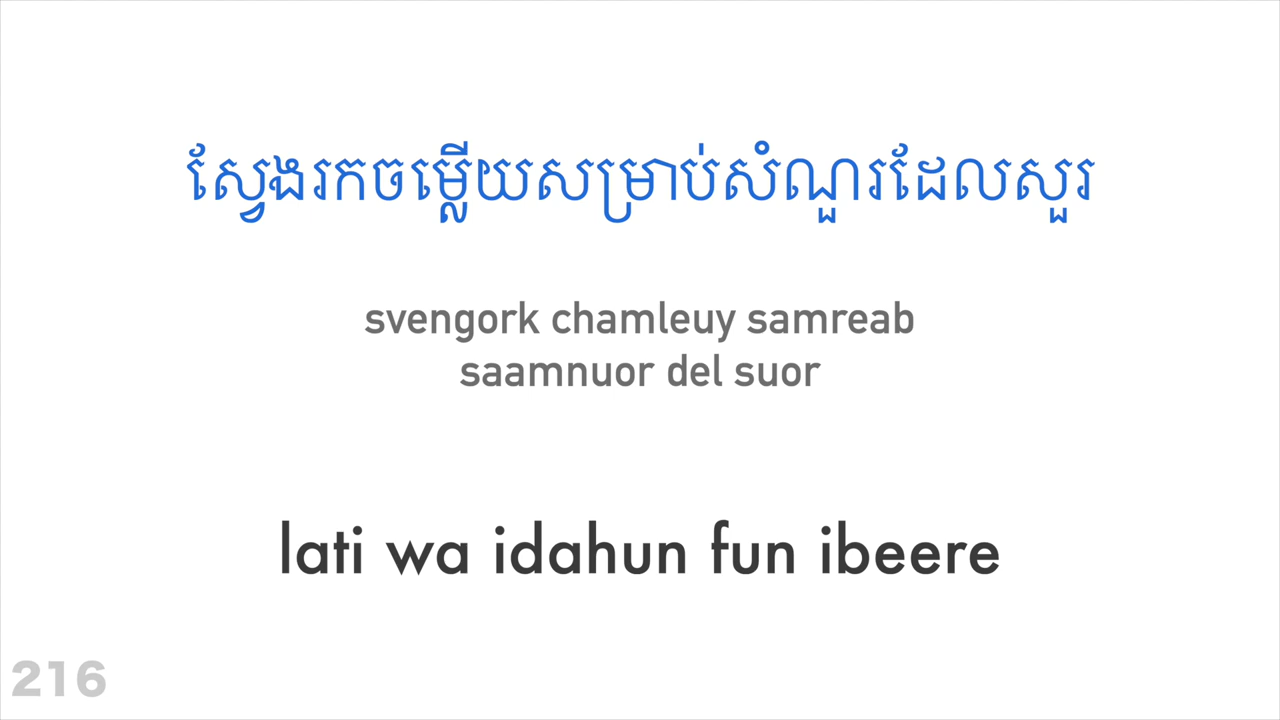 ស្វែងរកចម្លើយសម្រាប់សំណួរដែលសួរ
svengork chamleuy samreab
saamnuor del suor
lati wa idahun fun ibeere
216